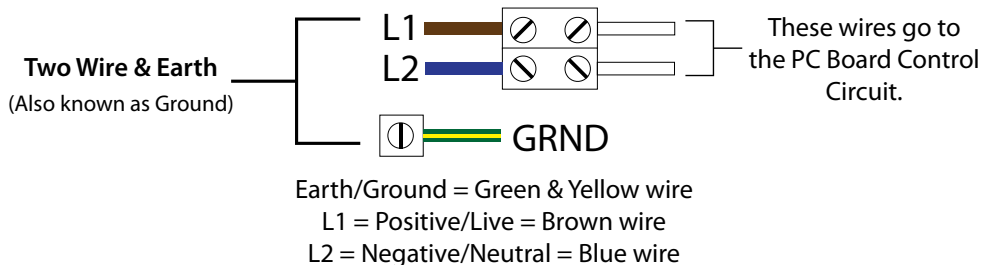 L1
L2
Two Wire & Earth
(Also known as Ground)
GRND
These wires go to
the PC Board Control
Circuit.
Earth/Ground = Green & Yellow wire
L1 = Positive/Live = Brown wire
L2 = Negative/Neutral = Blue wire